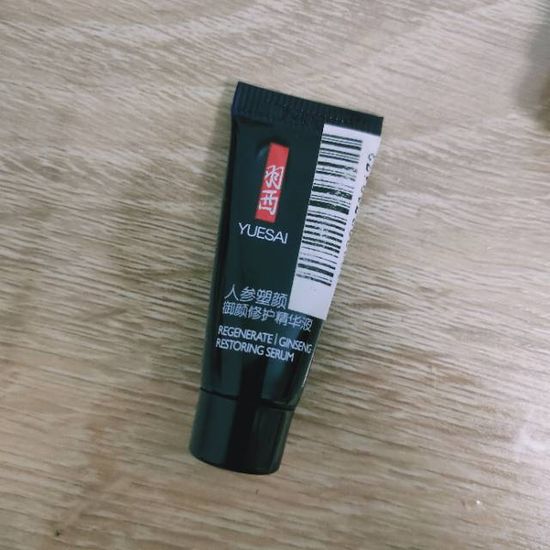 羽西
YUESAI
人参塑颜
御颜修护精华液
REGENERATE | GINSENG
RESTORING SERUM